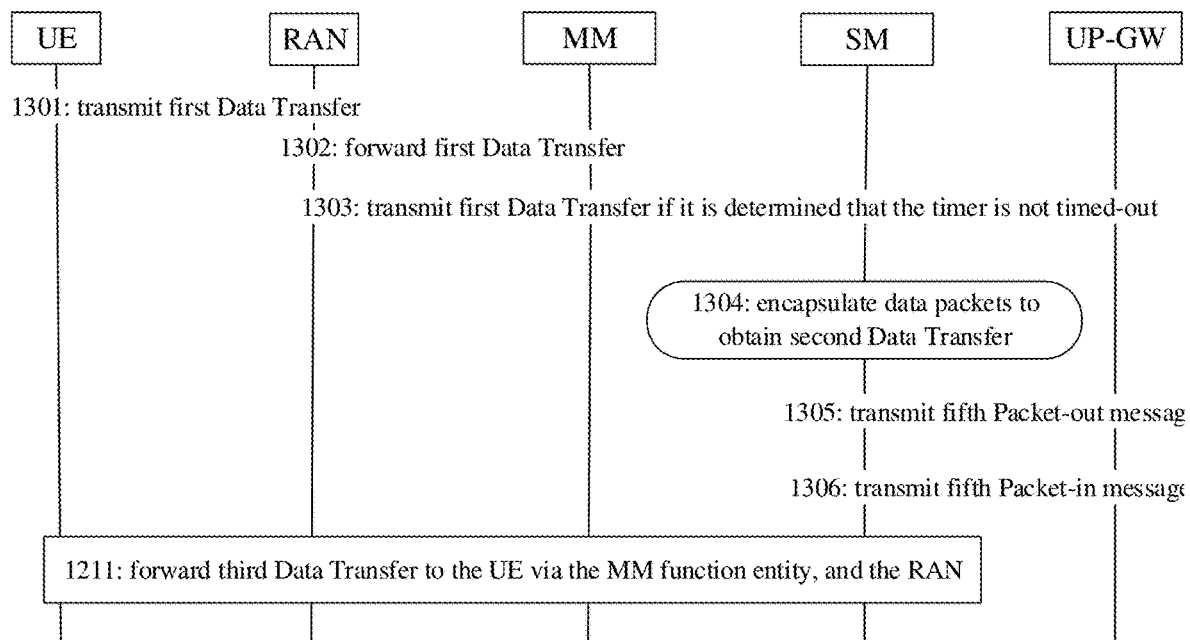 UE RAN MM SM UP-GW
1301: transmit first Data Transfer
1302: forward first Data Transfer
1303: transmit first Data Transfer if it is determined that the timer is not timed-out
1304: encapsulate data packets to
obtain second Data Transfer
1305: transmit fifth Packet-out messag
1306: transmit fifth Packet-in message
1211: forward third Data Transfer to the UE via the MM function entity, and the RAN